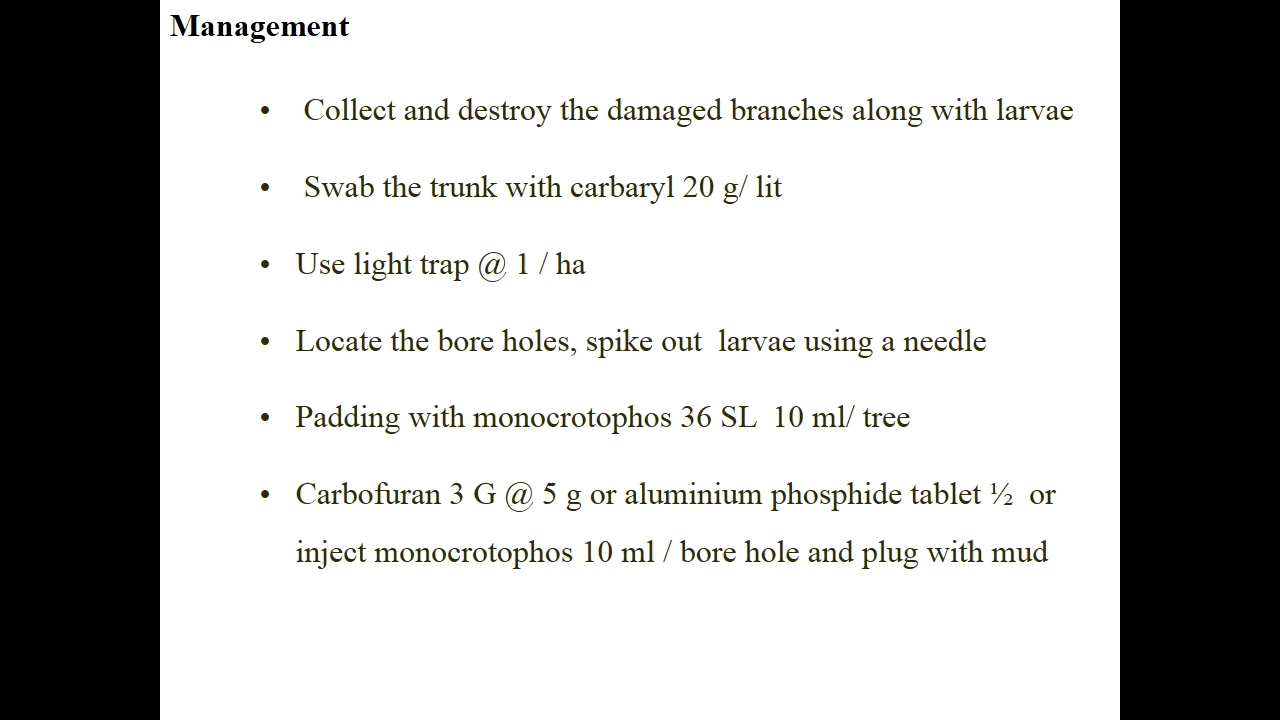 Management
• Collect and destroy the damaged branches along with larvae
• Swab the trunk with carbaryl 20 g/ lit
• Use light trap @ 1 / ha
• Locate the bore holes, spike out larvae using a needle
• Padding with monocrotophos 36 SL 10 ml/ tree
• Carbofuran 3 G @ 5 g or aluminium phosphide tablet ½ or
inject monocrotophos 10 ml / bore hole and plug with mud